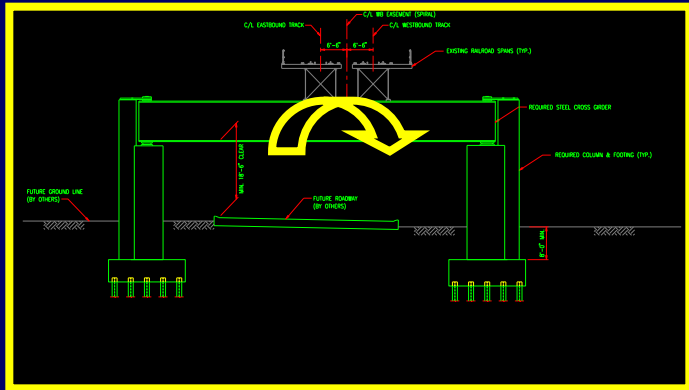 C/L WB EASEMENT (SPIRAL)
C/L EASTBOUND TRACK
C/L WESTBOUND TRACK
6'-6"
6'-6"
EXISTING RAILROAD SPANS (TYP.)
REQUIRED STEEL CROSS GIRDER
MIN. 18'-6" CLEAR
REQUIRED COLUMN & FOOTING (TYP.)
FUTURE GROUND LINE
(BY OTHERS)
FUTURE ROADWAY
(BY OTHERS)
8'-0" MIN.